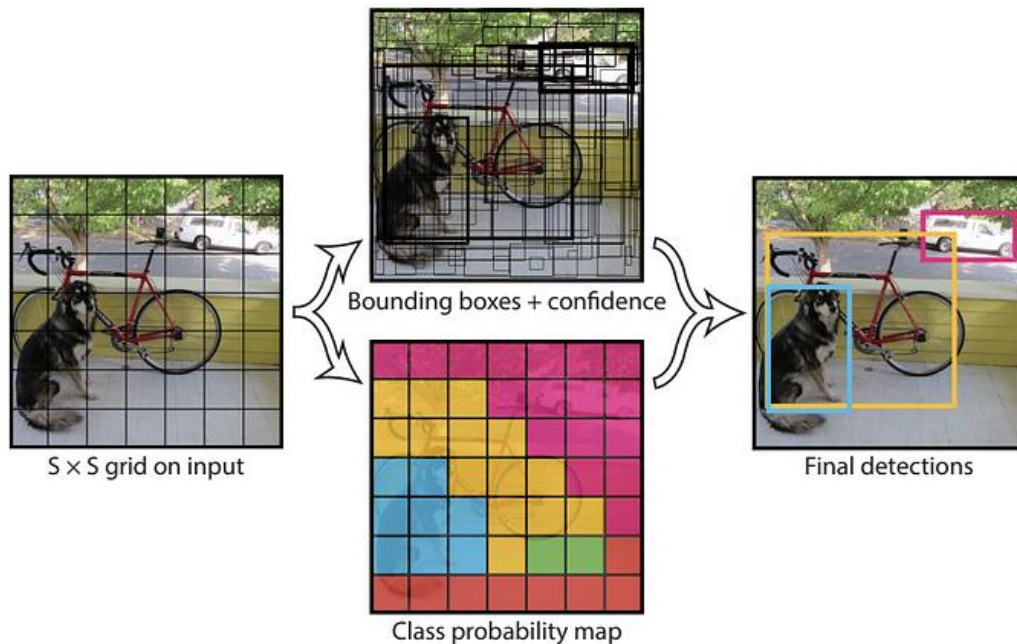 Bounding boxes + confidence
S × S grid on input
Final detections
Class probability map